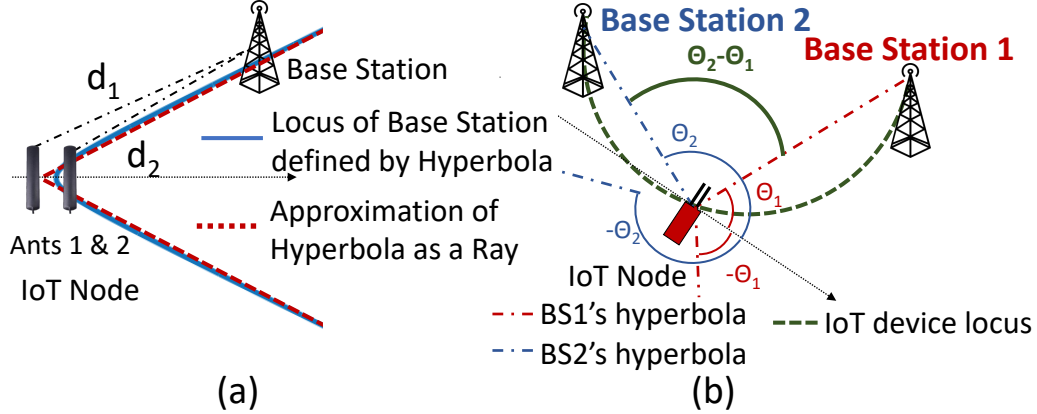 d₁
Base Station
Locus of Base Station
defined by Hyperbola
d₂
Approximation of
Hyperbola as a Ray
Ants 1 & 2
IoT Node
(a)
Base Station 2
Base Station 1
Θ₂-Θ₁
Θ₂
Θ₁
-Θ₂
-Θ₁
IoT Node
BS1's hyperbola
BS2's hyperbola
IoT device locus
(b)